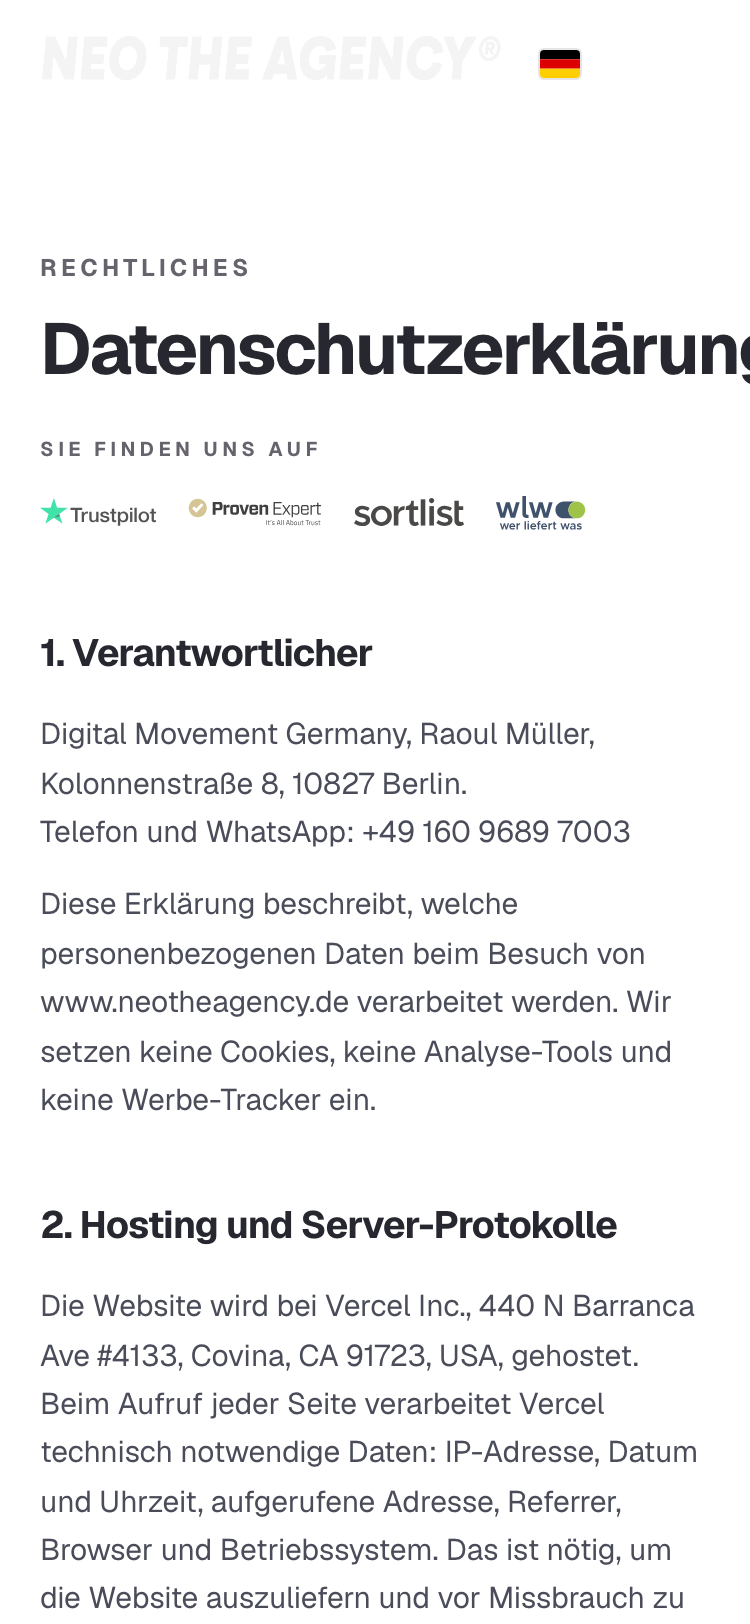 NEO THE AGENCY®
RECHTLICHES
Datenschutzerklärung
SIE FINDEN UNS AUF
Trustpilot
Proven Expert
It's All About Trust
sortlist
wlw
wer liefert was
1. Verantwortlicher
Digital Movement Germany, Raoul Müller,
Kolonnenstraße 8, 10827 Berlin.
Telefon und WhatsApp: +49 160 9689 7003
Diese Erklärung beschreibt, welche
personenbezogenen Daten beim Besuch von
www.neotheagency.de verarbeitet werden. Wir
setzen keine Cookies, keine Analyse-Tools und
keine Werbe-Tracker ein.
2. Hosting und Server-Protokolle
Die Website wird bei Vercel Inc., 440 N Barranca
Ave #4133, Covina, CA 91723, USA, gehostet.
Beim Aufruf jeder Seite verarbeitet Vercel
technisch notwendige Daten: IP-Adresse, Datum
und Uhrzeit, aufgerufene Adresse, Referrer,
Browser und Betriebssystem. Das ist nötig, um
die Website auszuliefern und vor Missbrauch zu